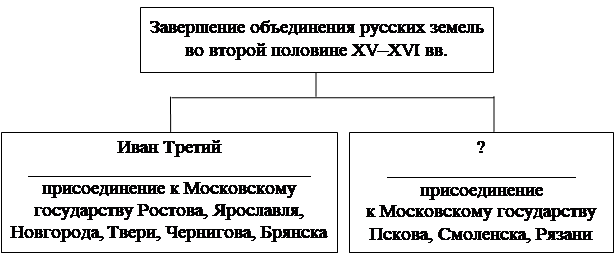 Завершение объединения русских земель
во второй половине XV–XVI вв.
Иван Третий
присоединение к Московскому
государству Ростова, Ярославля,
Новгорода, Твери, Чернигова, Брянска
?
присоединение
к Московскому государству
Пскова, Смоленска, Рязани